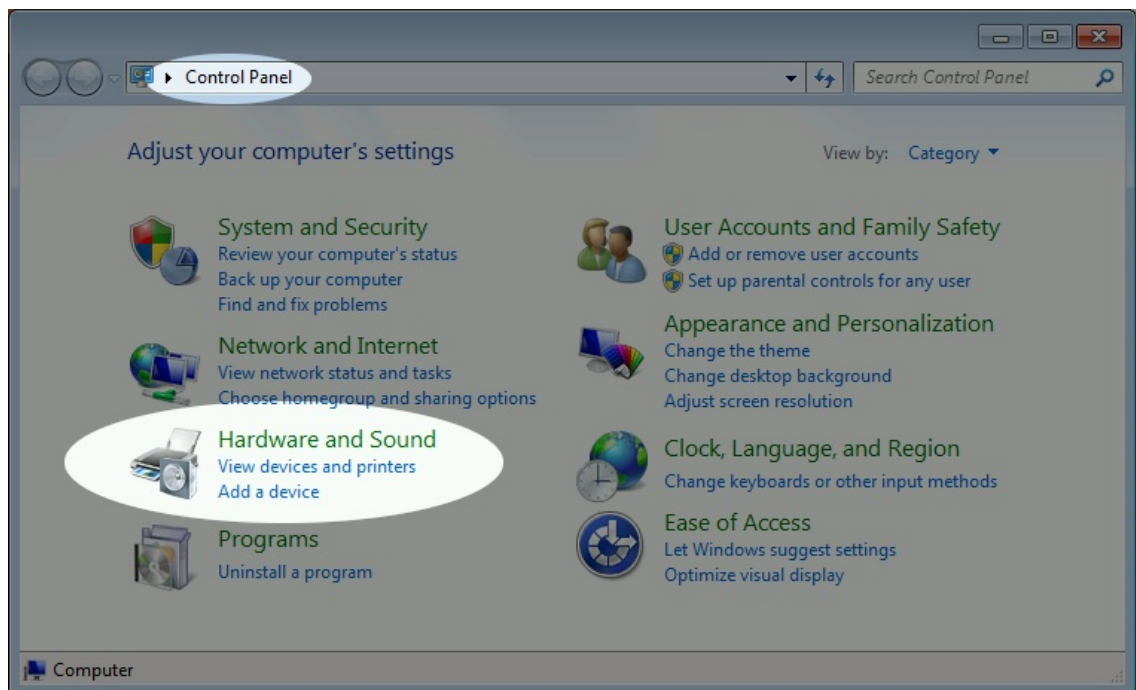 Control Panel
Search Control Panel
Adjust your computer's settings
View by: Category
System and Security
Review your computer's status
Back up your computer
Find and fix problems
Network and Internet
View network status and tasks
Choose homegroup and sharing options
Hardware and Sound
View devices and printers
Add a device
Programs
Uninstall a program
User Accounts and Family Safety
Add or remove user accounts
Set up parental controls for any user
Appearance and Personalization
Change the theme
Change desktop background
Adjust screen resolution
Clock, Language, and Region
Change keyboards or other input methods
Ease of Access
Let Windows suggest settings
Optimize visual display
Computer